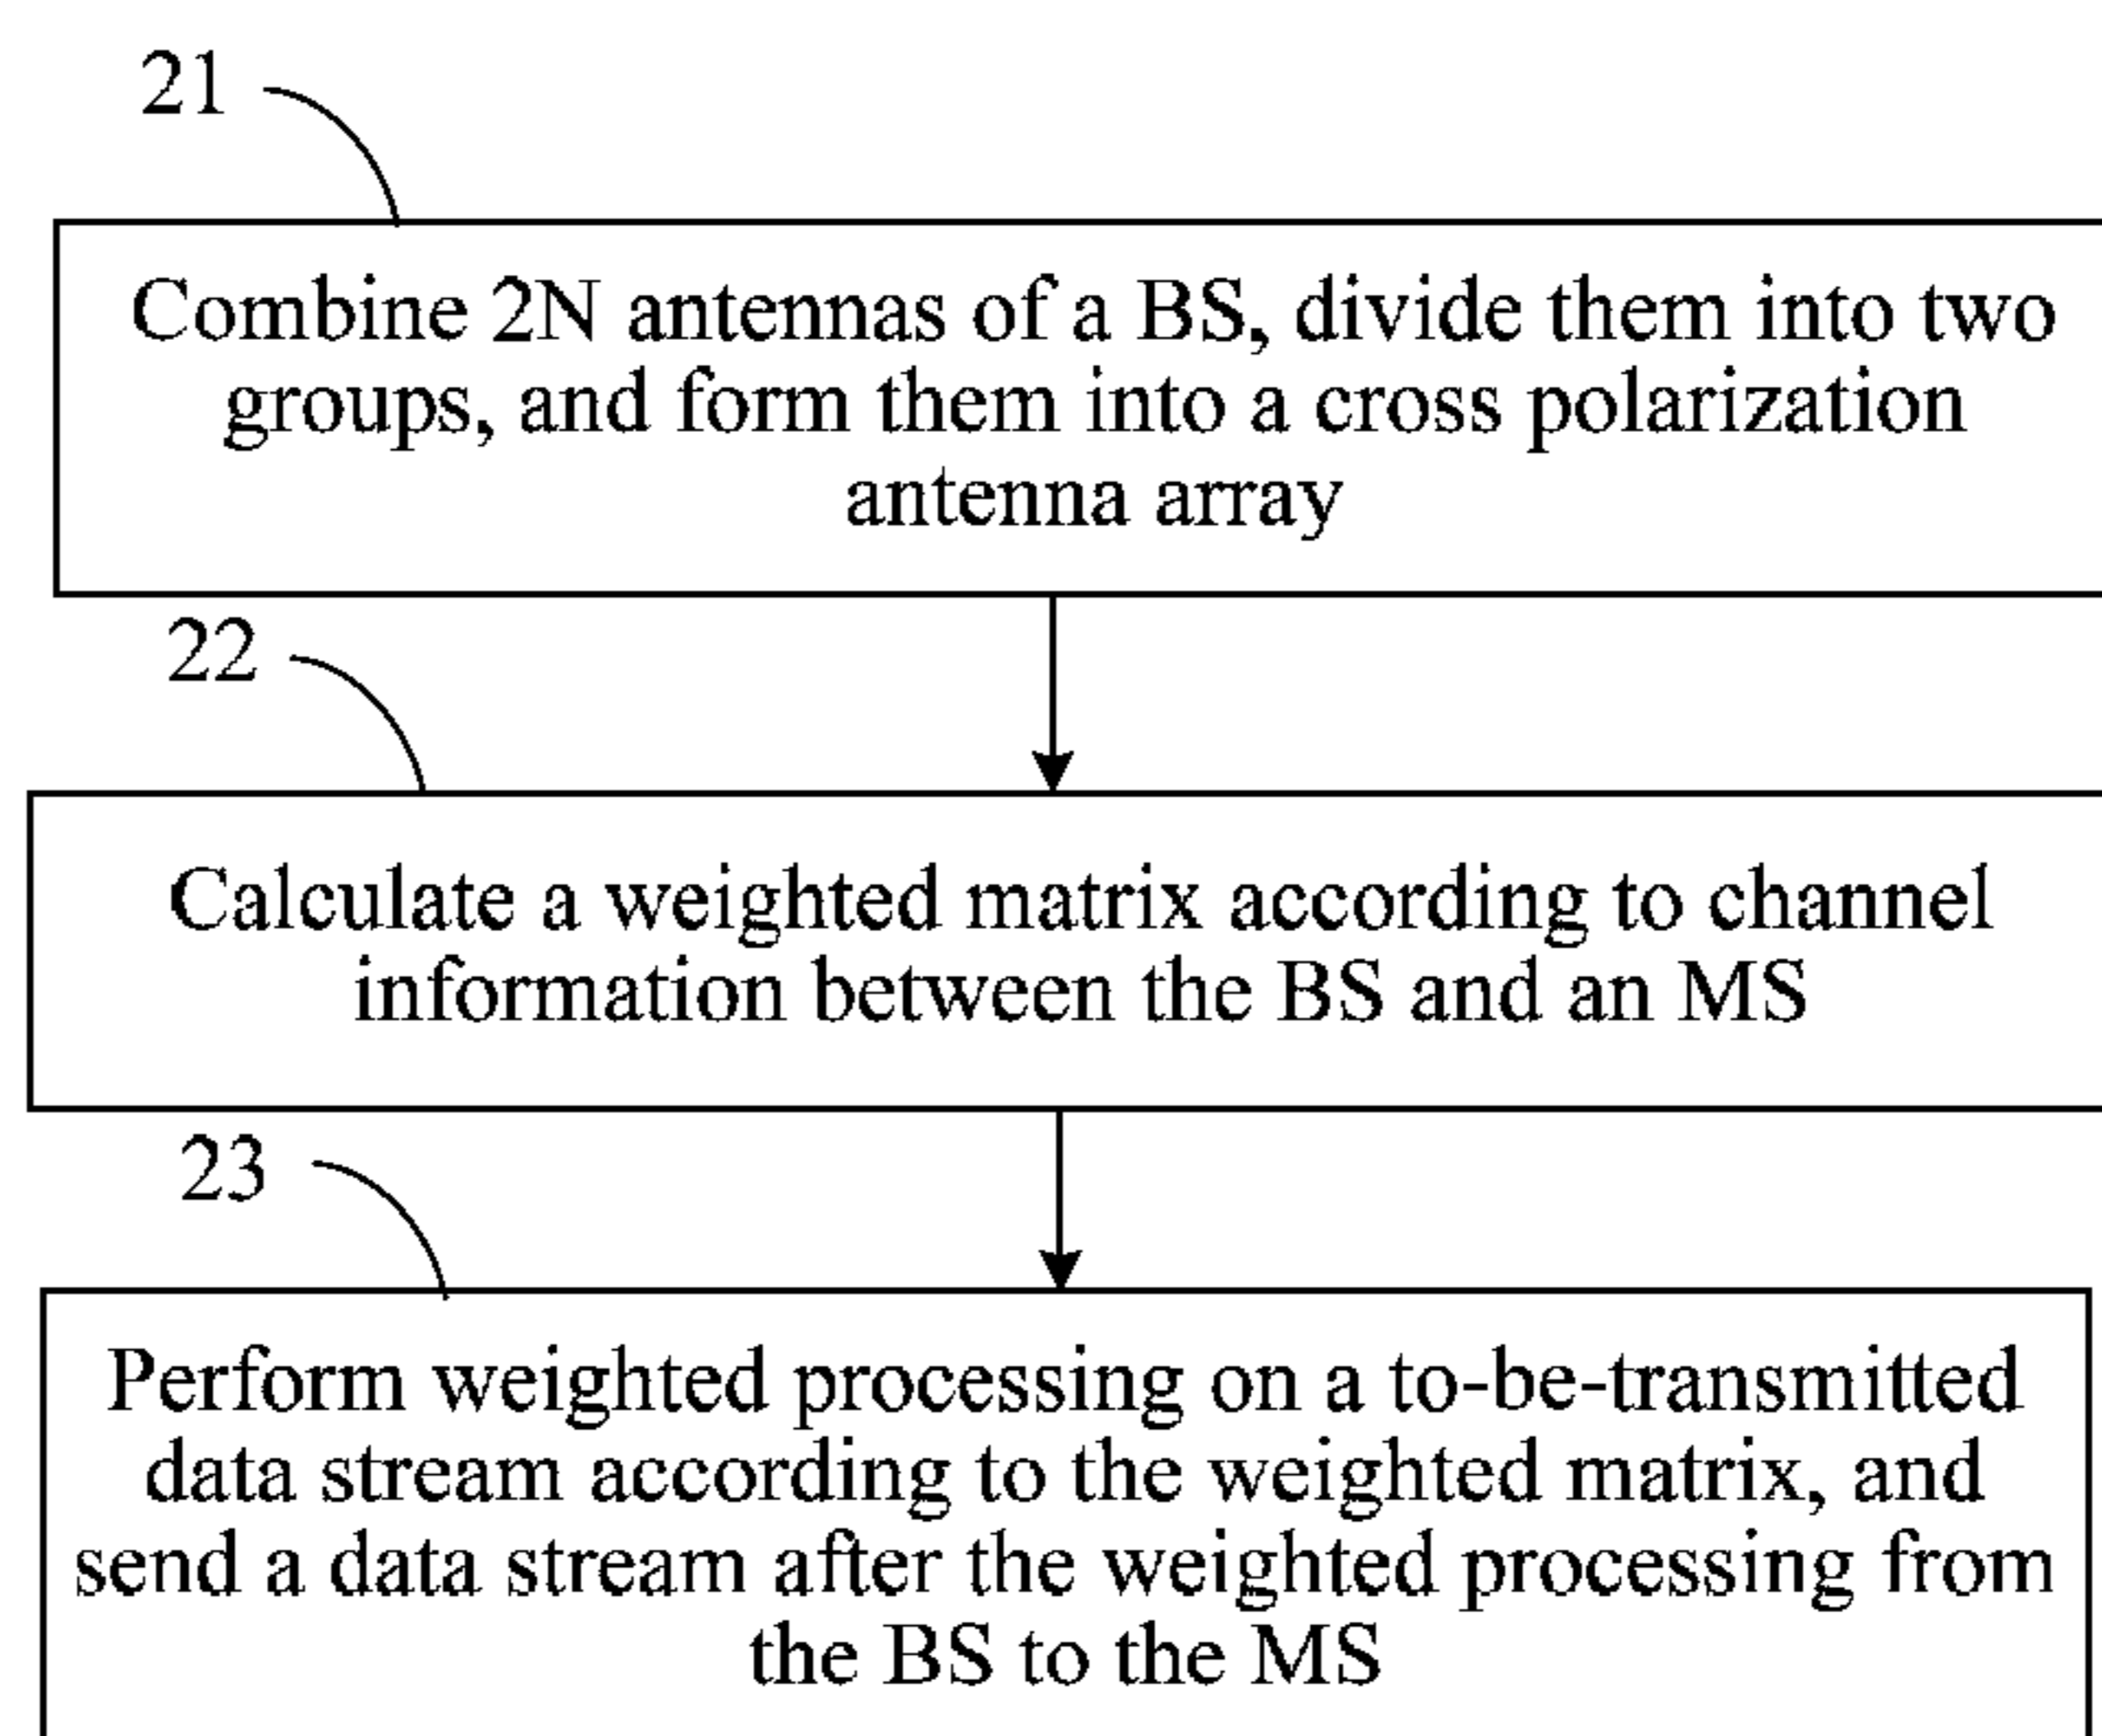 21
Combine 2N antennas of a BS, divide them into two
groups, and form them into a cross polarization
antenna array
22
Calculate a weighted matrix according to channel
information between the BS and an MS
23
Perform weighted processing on a to-be-transmitted
data stream according to the weighted matrix, and
send a data stream after the weighted processing from
the BS to the MS